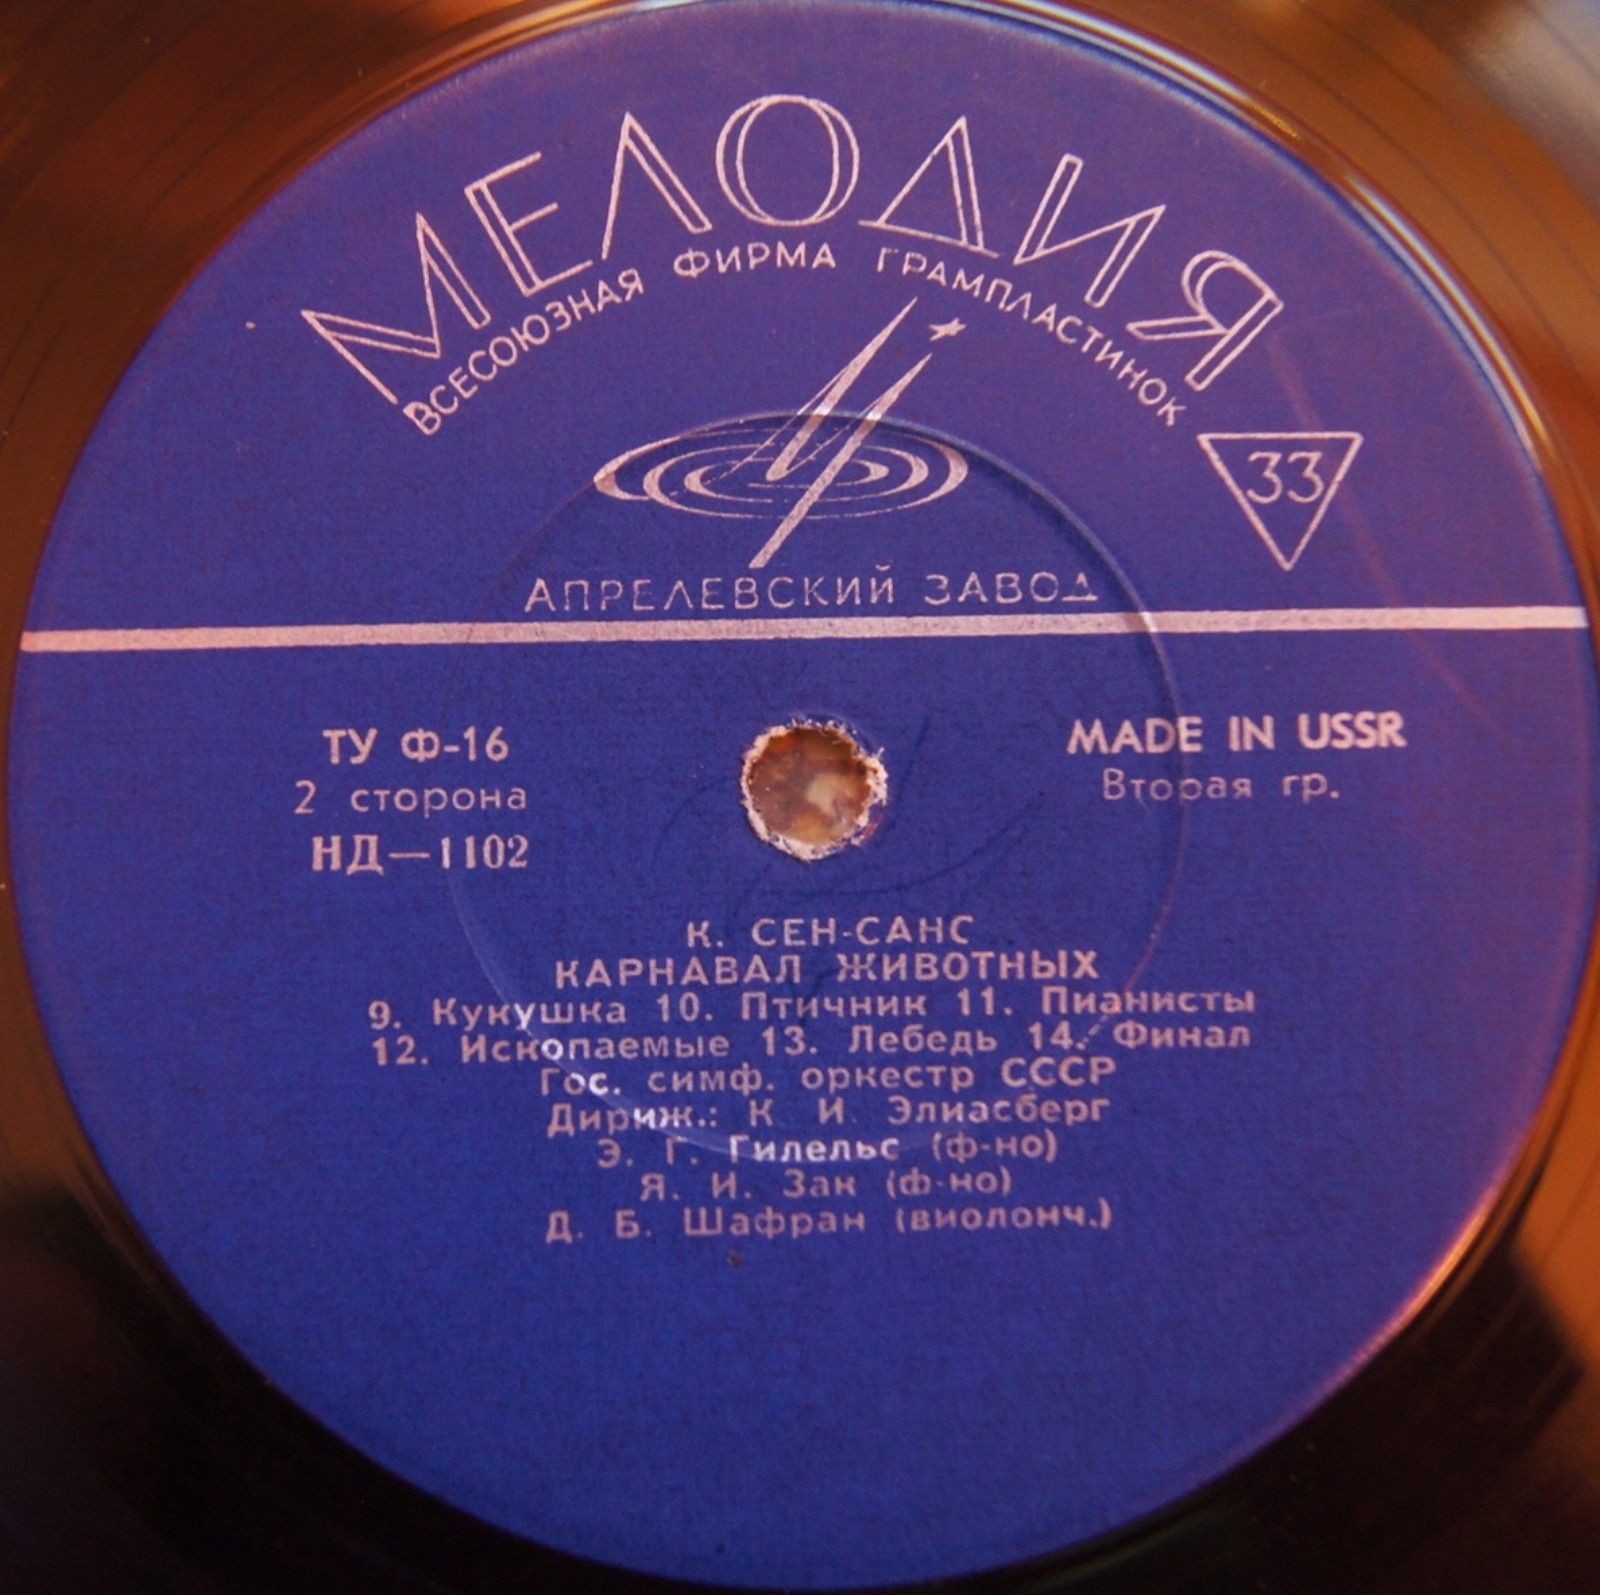 МЕЛОДИЯ
ВСЕСОЮЗНАЯ ФИРМА ГРАМПЛАСТИНОК
33
АПРЕЛЕВСКИЙ ЗАВОД
ТУ Ф-16
2 сторона
НД—1102
MADE IN USSR
Вторая гр.
К. СЕН-САНС
КАРНАВАЛ ЖИВОТНЫХ
9. Кукушка 10. Птичник 11. Пианисты
12. Ископаемые 13. Лебедь 14. Финал
Гос. симф. оркестр СССР
Дириж.: К И. Элиасберг
Э. Г. Гилельс (ф-но)
Я. И. Зак (ф-но)
Д. Б. Шафран (виолонч.)